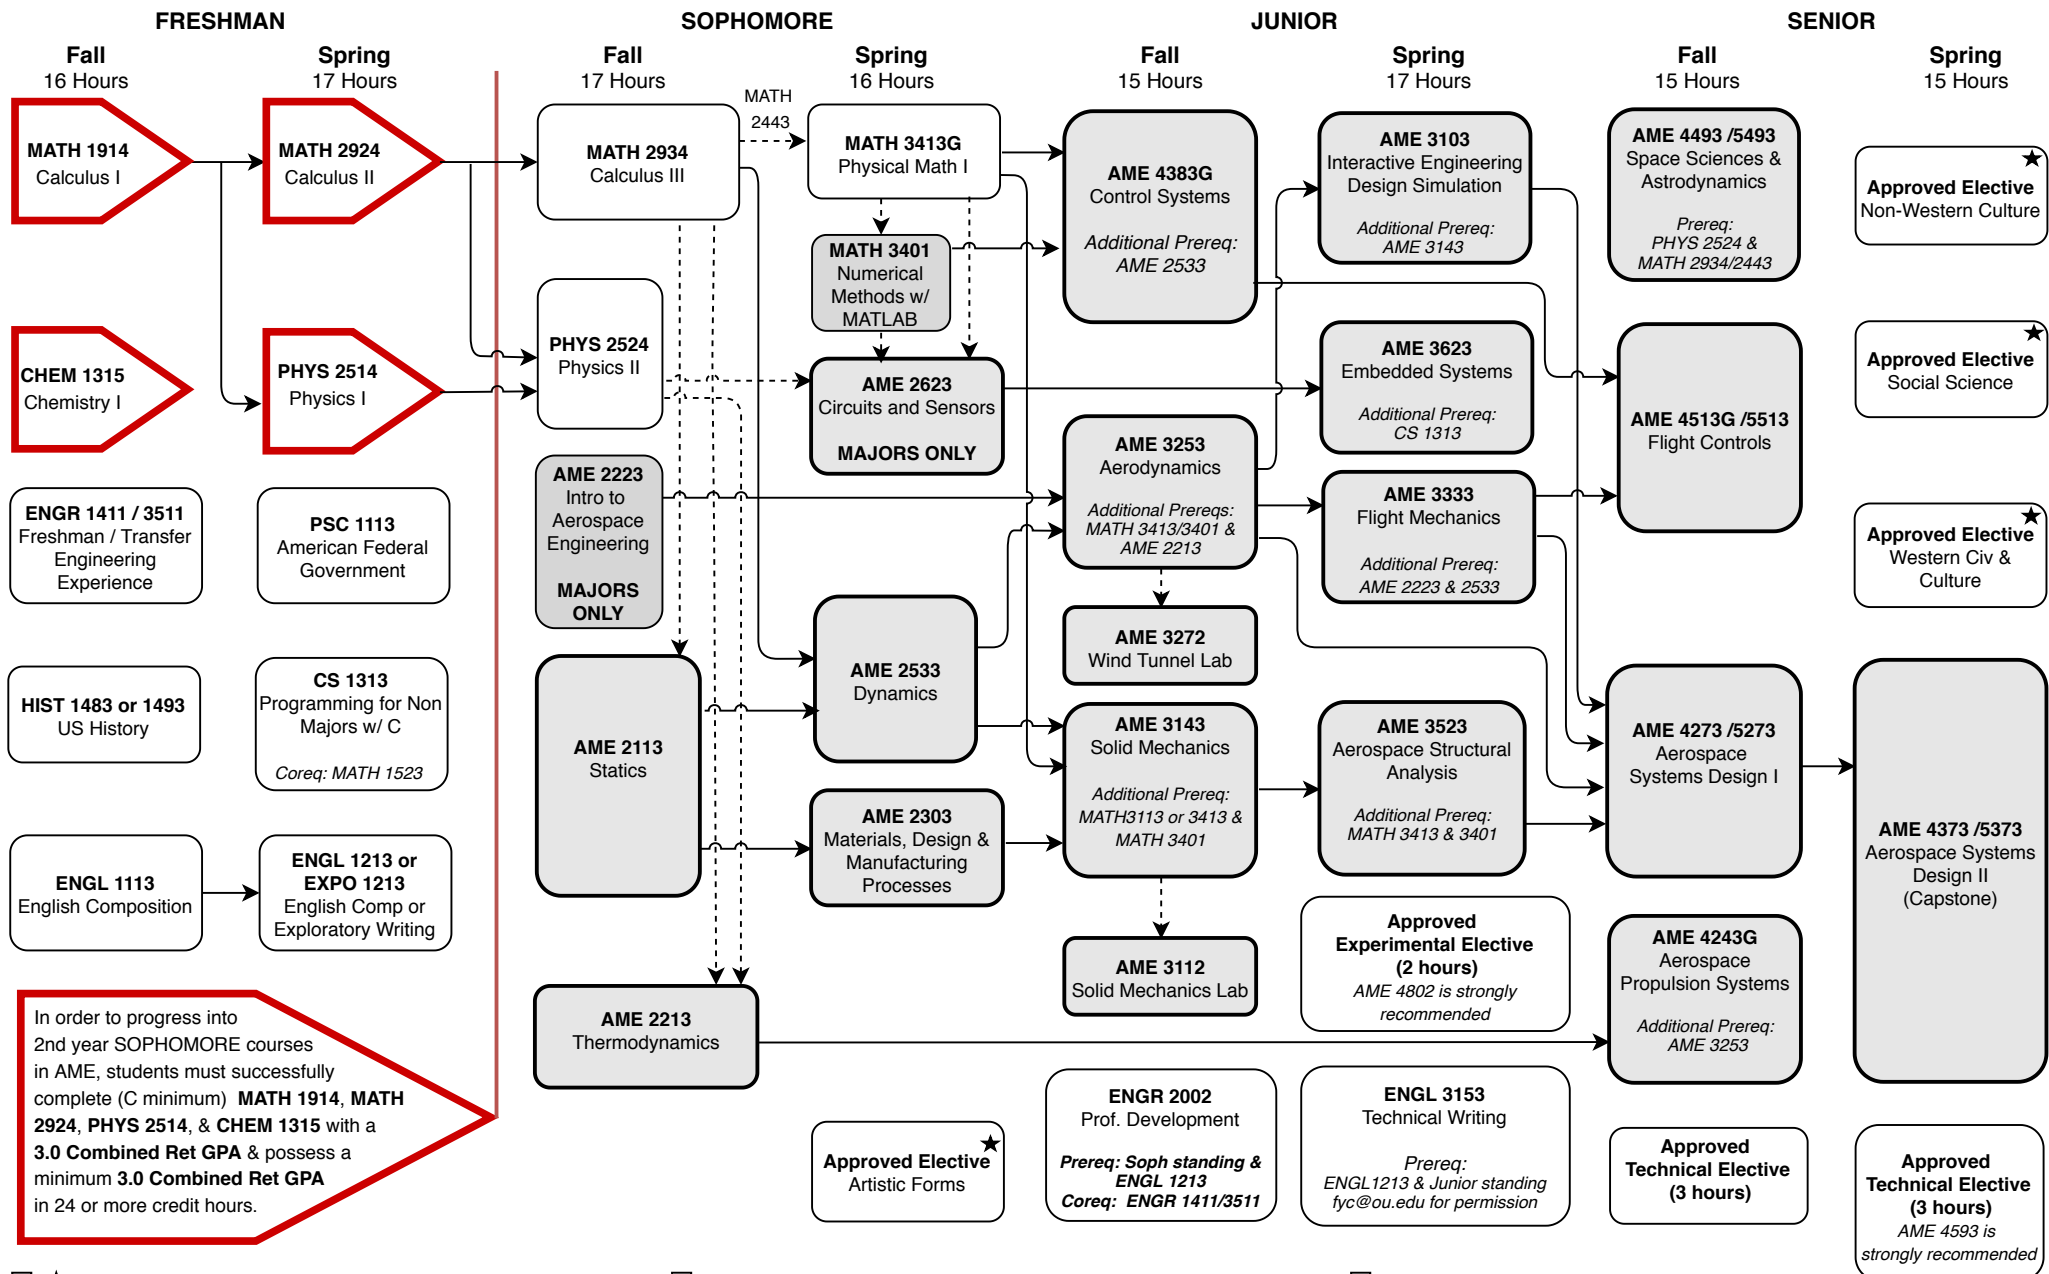 FRESHMAN
SOPHOMORE
JUNIOR
SENIOR
Fall
16 Hours
Spring
17 Hours
Fall
17 Hours
Spring
16 Hours
Fall
15 Hours
Spring
17 Hours
Fall
15 Hours
Spring
15 Hours
MATH 1914
Calculus I
CHEM 1315
Chemistry I
ENGR 1411 / 3511
Freshman / Transfer
Engineering
Experience
HIST 1483 or 1493
US History
ENGL 1113
English Composition
In order to progress into
2nd year SOPHOMORE courses
in AME, students must successfully
complete (C minimum) MATH 1914, MATH
2924, PHYS 2514, & CHEM 1315 with a
3.0 Combined Ret GPA & possess a
minimum 3.0 Combined Ret GPA
in 24 or more credit hours.
MATH 2924
Calculus II
PHYS 2514
Physics I
PSC 1113
American Federal
Government
CS 1313
Programming for Non
Majors w/ C
Coreq: MATH 1523
ENGL 1213 or
EXPO 1213
English Comp or
Exploratory Writing
MATH 2934
Calculus III
MATH
2443
PHYS 2524
Physics II
AME 2223
Intro to
Aerospace
Engineering
MAJORS
ONLY
AME 2113
Statics
AME 2213
Thermodynamics
MATH 3413G
Physical Math I
MATH 3401
Numerical
Methods w/
MATLAB
AME 2623
Circuits and Sensors
MAJORS ONLY
AME 2533
Dynamics
AME 2303
Materials, Design &
Manufacturing
Processes
Approved Elective
Artistic Forms
AME 4383G
Control Systems
Additional Prereq:
AME 2533
AME 3253
Aerodynamics
Additional Prereqs:
MATH 3413/3401 &
AME 2213
AME 3272
Wind Tunnel Lab
AME 3143
Solid Mechanics
Additional Prereq:
MATH3113 or 3413 &
MATH 3401
AME 3112
Solid Mechanics Lab
ENGR 2002
Prof. Development
Prereq: Soph standing &
ENGL 1213
Coreq: ENGR 1411/3511
AME 3103
Interactive Engineering
Design Simulation
Additional Prereq:
AME 3143
AME 3623
Embedded Systems
Additional Prereq:
CS 1313
AME 3333
Flight Mechanics
Additional Prereq:
AME 2223 & 2533
AME 3523
Aerospace Structural
Analysis
Additional Prereq:
MATH 3413 & 3401
Approved
Experimental Elective
(2 hours)
AME 4802 is strongly
recommended
ENGL 3153
Technical Writing
Prereq:
ENGL1213 & Junior standing
fyc@ou.edu for permission
AME 4493 /5493
Space Sciences &
Astrodynamics
Prereq:
PHYS 2524 &
MATH 2934/2443
AME 4513G /5513
Flight Controls
AME 4273 /5273
Aerospace
Systems Design I
AME 4243G
Aerospace
Propulsion Systems
Additional Prereq:
AME 3253
Approved
Technical Elective
(3 hours)
Approved Elective
Non-Western Culture
Approved Elective
Social Science
Approved Elective
Western Civ &
Culture
AME 4373 /5373
Aerospace Systems
Design II
(Capstone)
Approved
Technical Elective
(3 hours)
AME 4593 is
strongly recommended